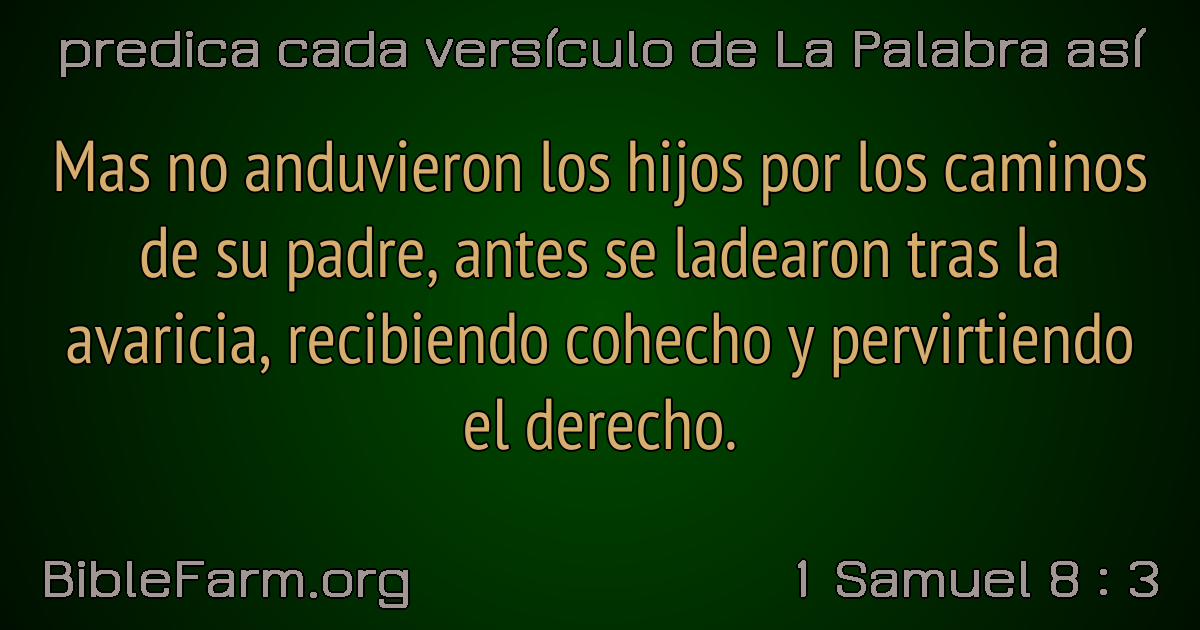 predica cada versículo de La Palabra así
Mas no anduvieron los hijos por los caminos
de su padre, antes se ladearon tras la
avaricia, recibiendo cohecho y pervirtiendo
el derecho.
BibleFarm.org
1 Samuel 8 : 3